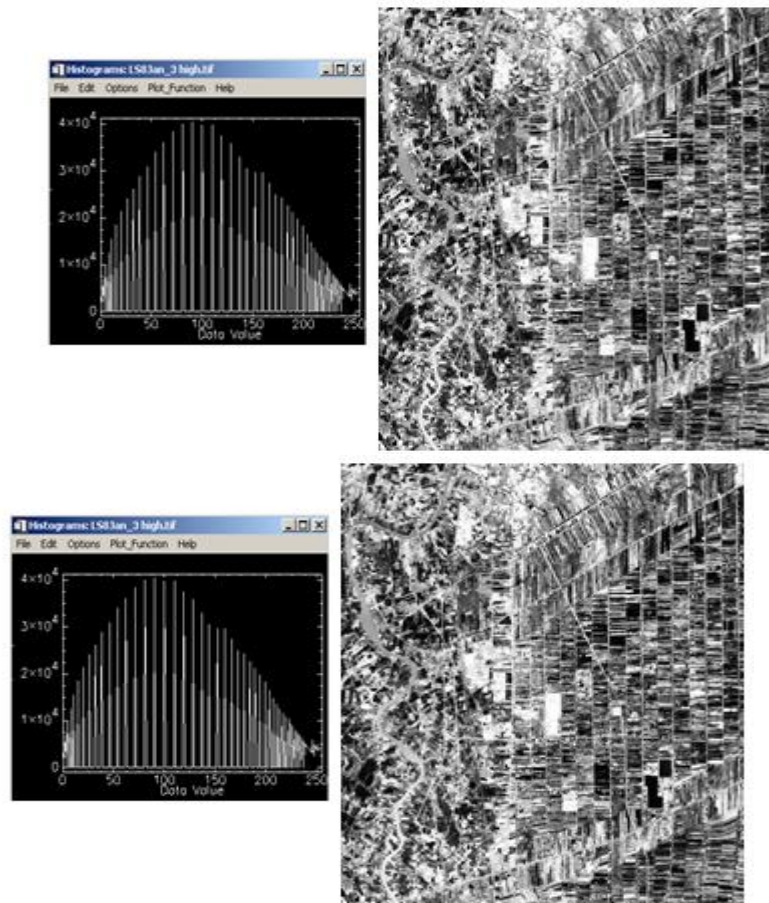 Histograms: LS83an_3 high.tif
File Edit Options Plot_Function Help
4×10⁴
3×10⁴
2×10⁴
1×10⁴
0
0 50 100 150 200 250
Data Value
Histograms: LS83an_3 high.tif
File Edit Options Plot_Function Help
4×10⁴
3×10⁴
2×10⁴
1×10⁴
0
0 50 100 150 200 250
Data Value